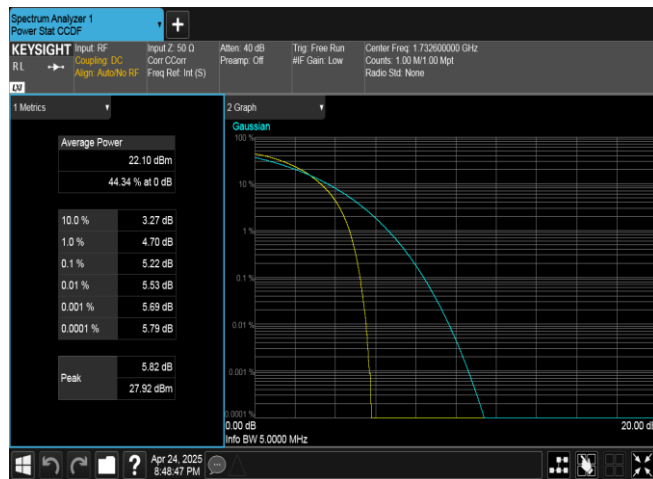 Spectrum Analyzer 1
Power Stat CCDF
KEYSIGHT Input: RF Input Z: 50 Ω Atten: 40 dB Trig: Free Run Center Freq: 1.732600000 GHz
RL Coupling: DC Corr CCorr Preamp: Off #IF Gain: Low Counts: 1.00 M/1.00 Mpt
Align: Auto/No RF Freq Ref: Int (S) Radio Std: None
LXI
1 Metrics
2 Graph
Average Power
22.10 dBm
44.34 % at 0 dB
10.0 % 3.27 dB
1.0 % 4.70 dB
0.1 % 5.22 dB
0.01 % 5.53 dB
0.001 % 5.69 dB
0.0001 % 5.79 dB
Peak
5.82 dB
27.92 dBm
Gaussian
100 %
10 %
1 %
0.1 %
0.01 %
0.001 %
0.0001 %
0.00 dB 20.00 dB
Info BW 5.0000 MHz
Apr 24, 2025
8:48:47 PM